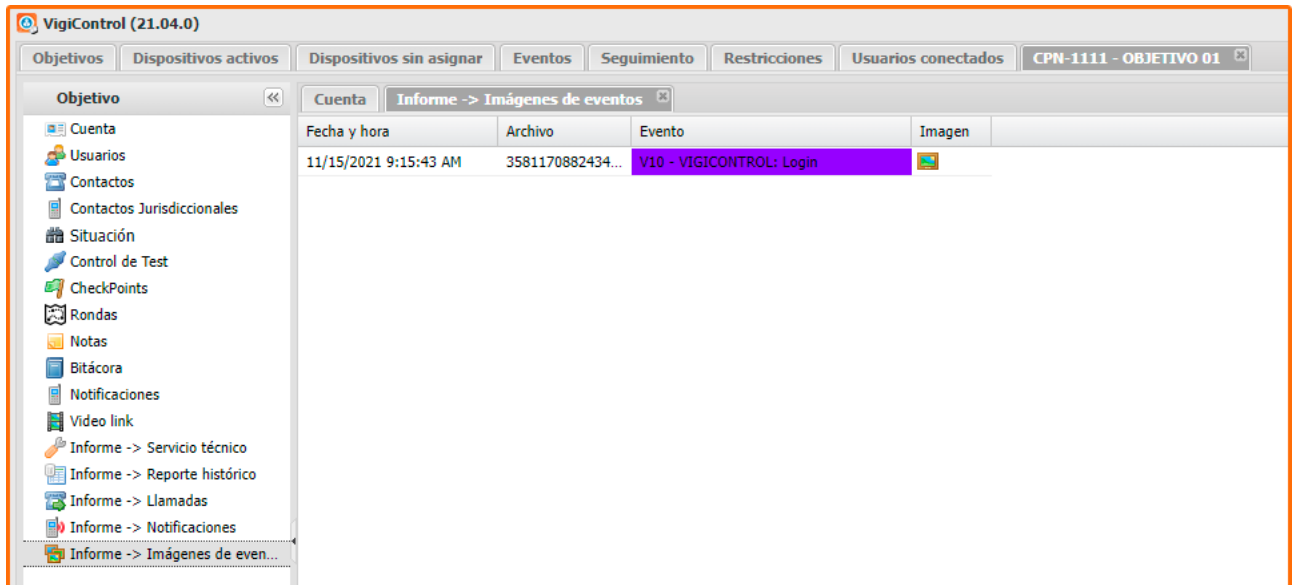 VigiControl (21.04.0)
Objetivos Dispositivos activos Dispositivos sin asignar Eventos Seguimiento Restricciones Usuarios conectados CPN-1111 - OBJETIVO 01
Objetivo
Cuenta
Usuarios
Contactos
Contactos Jurisdiccionales
Situación
Control de Test
CheckPoints
Rondas
Notas
Bitácora
Notificaciones
Video link
Informe -> Servicio técnico
Informe -> Reporte histórico
Informe -> Llamadas
Informe -> Notificaciones
Informe -> Imágenes de even...
Cuenta Informe -> Imágenes de eventos
Fecha y hora Archivo Evento Imagen
11/15/2021 9:15:43 AM 3581170882434... V10 - VIGICONTROL: Login